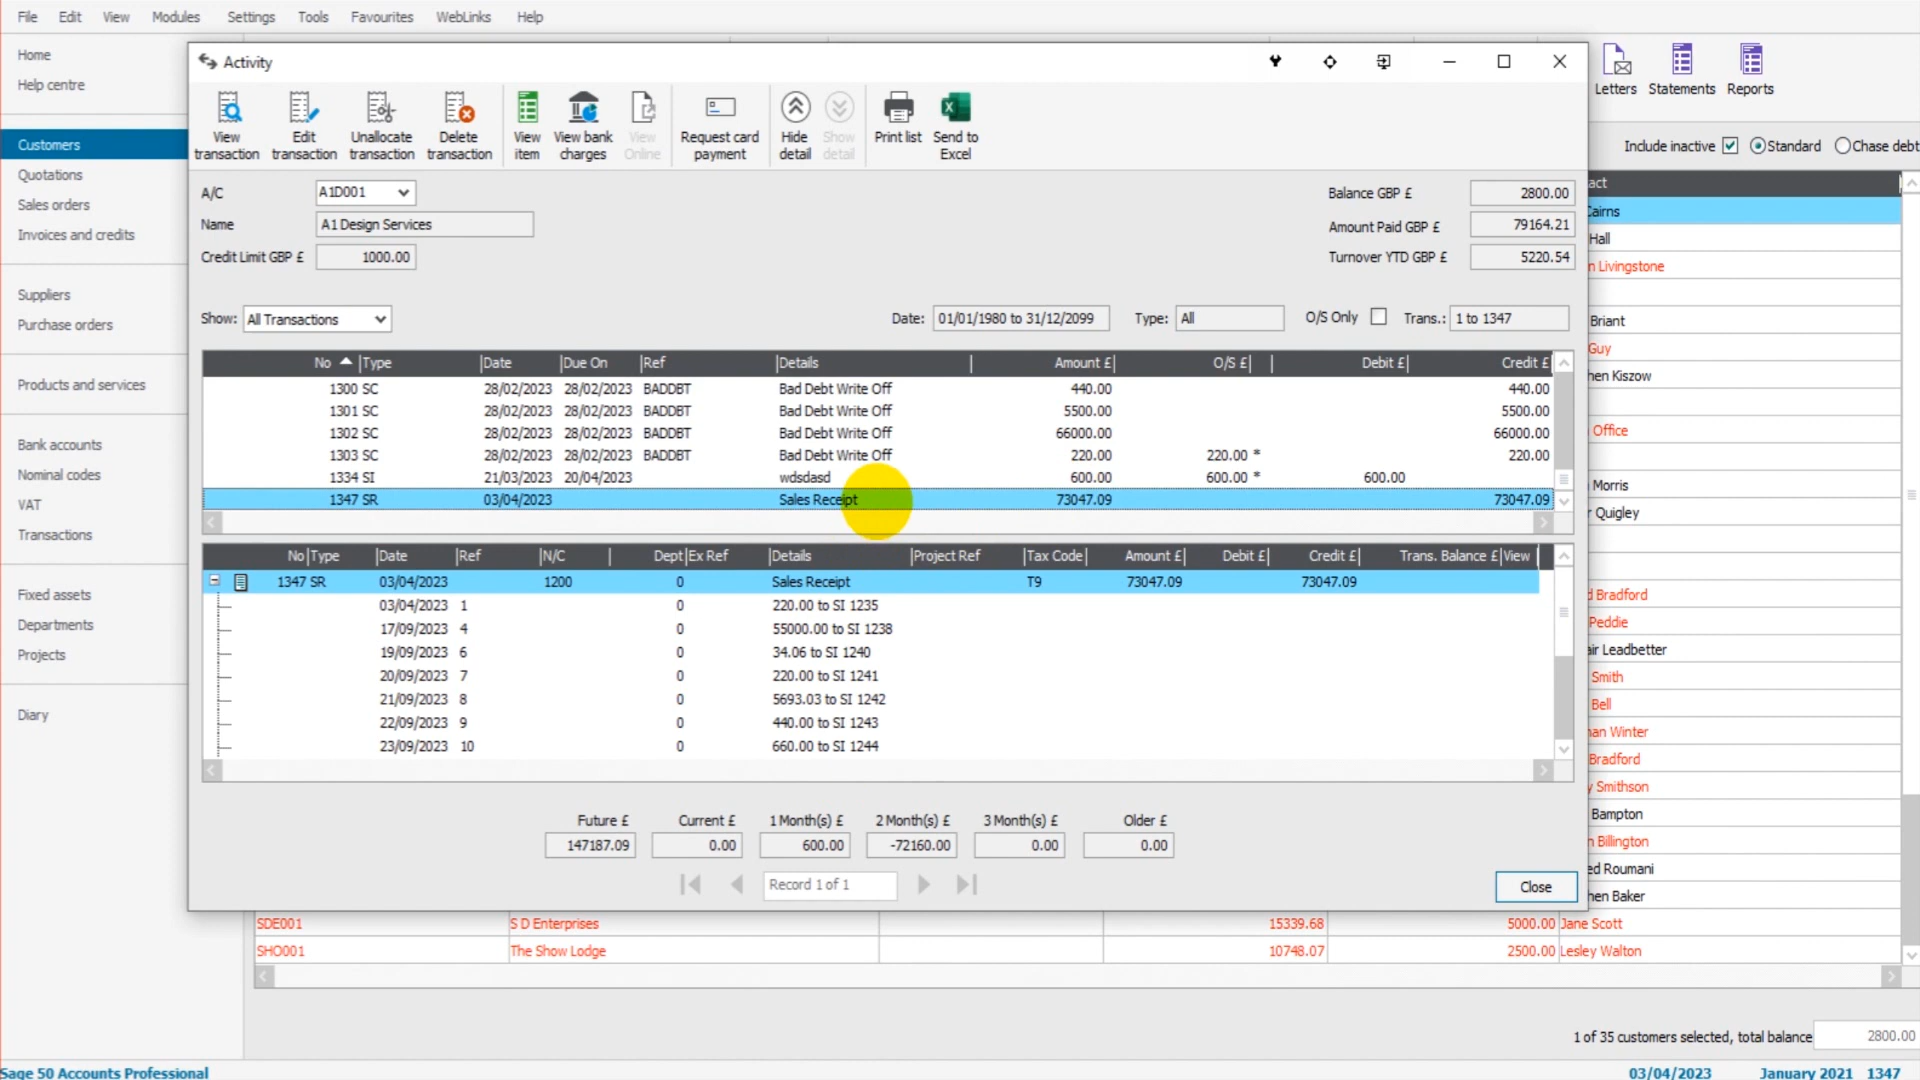 File Edit View Modules Settings Tools Favourites WebLinks Help
Home
Help centre
Customers
Quotations
Sales orders
Invoices and credits
Suppliers
Purchase orders
Products and services
Bank accounts
Nominal codes
VAT
Transactions
Fixed assets
Departments
Projects
Diary
Activity
View transaction
Edit transaction
Unallocate transaction
Delete transaction
View item
View bank charges
View Online
Request card payment
Hide detail
Show detail
Print list
Send to Excel
Letters Statements Reports
Include inactive Standard Chase debt
A/C A1D001
Name A1 Design Services
Credit Limit GBP £ 1000.00
Balance GBP £ 2800.00
Amount Paid GBP £ 79164.21
Turnover YTD GBP £ 5220.54
Show: All Transactions Date: 01/01/1980 to 31/12/2099 Type: All O/S Only Trans.: 1 to 1347
No Type Date Due On Ref Details Amount £ O/S £ Debit £ Credit £
1300 SC 28/02/2023 28/02/2023 BADDBT Bad Debt Write Off 440.00 440.00
1301 SC 28/02/2023 28/02/2023 BADDBT Bad Debt Write Off 5500.00 5500.00
1302 SC 28/02/2023 28/02/2023 BADDBT Bad Debt Write Off 66000.00 66000.00
1303 SC 28/02/2023 28/02/2023 BADDBT Bad Debt Write Off 220.00 220.00 * 220.00
1334 SI 21/03/2023 20/04/2023 wdsdasd 600.00 600.00 * 600.00
1347 SR 03/04/2023 Sales Receipt 73047.09 73047.09
No Type Date Ref N/C Dept Ex Ref Details Project Ref Tax Code Amount £ Debit £ Credit £ Trans. Balance £ View
1347 SR 03/04/2023 1200 0 Sales Receipt T9 73047.09 73047.09
03/04/2023 1 0 220.00 to SI 1235
17/09/2023 4 0 55000.00 to SI 1238
19/09/2023 6 0 34.06 to SI 1240
20/09/2023 7 0 220.00 to SI 1241
21/09/2023 8 0 5693.03 to SI 1242
22/09/2023 9 0 440.00 to SI 1243
23/09/2023 10 0 660.00 to SI 1244
Future £ Current £ 1 Month(s) £ 2 Month(s) £ 3 Month(s) £ Older £
147187.09 0.00 600.00 -72160.00 0.00 0.00
Record 1 of 1
Close
act
Cairns
Hall
n Livingstone
Briant
Guy
hen Kiszow
Office
Morris
r Quigley
d Bradford
Peddie
air Leadbetter
Smith
Bell
nan Winter
Bradford
y Smithson
Bampton
n Billington
ed Roumani
hen Baker
SDE001 S D Enterprises 15339.68 5000.00 Jane Scott
SHO001 The Show Lodge 10748.07 2500.00 Lesley Walton
1 of 35 customers selected, total balance 2800.00
Sage 50 Accounts Professional 03/04/2023 January 2021 1347